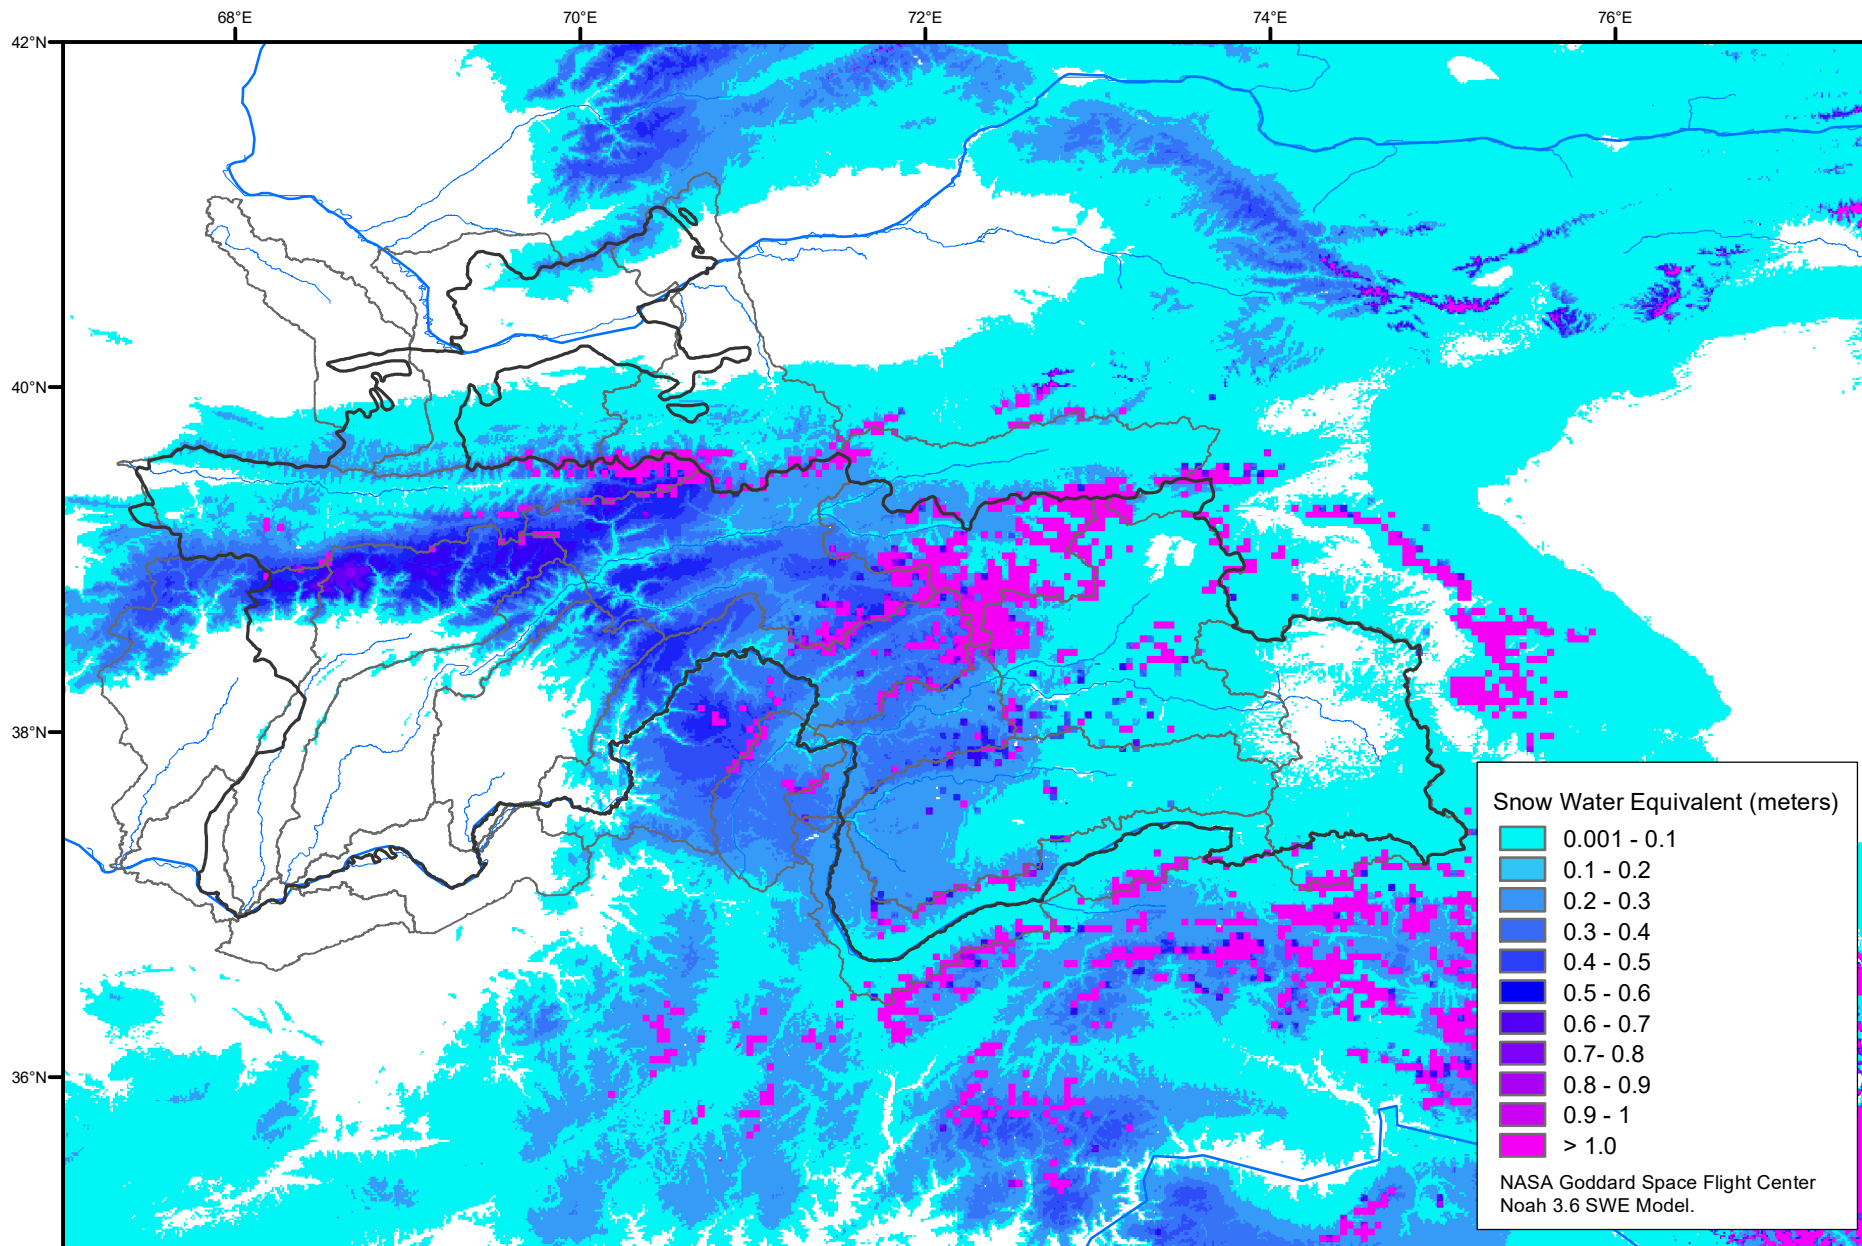 68°E
70°E
72°E
74°E
76°E
42°N
40°N
38°N
36°N
Snow Water Equivalent (meters)
0.001 - 0.1
0.1 - 0.2
0.2 - 0.3
0.3 - 0.4
0.4 - 0.5
0.5 - 0.6
0.6 - 0.7
0.7- 0.8
0.8 - 0.9
0.9 - 1
> 1.0
NASA Goddard Space Flight Center
Noah 3.6 SWE Model.